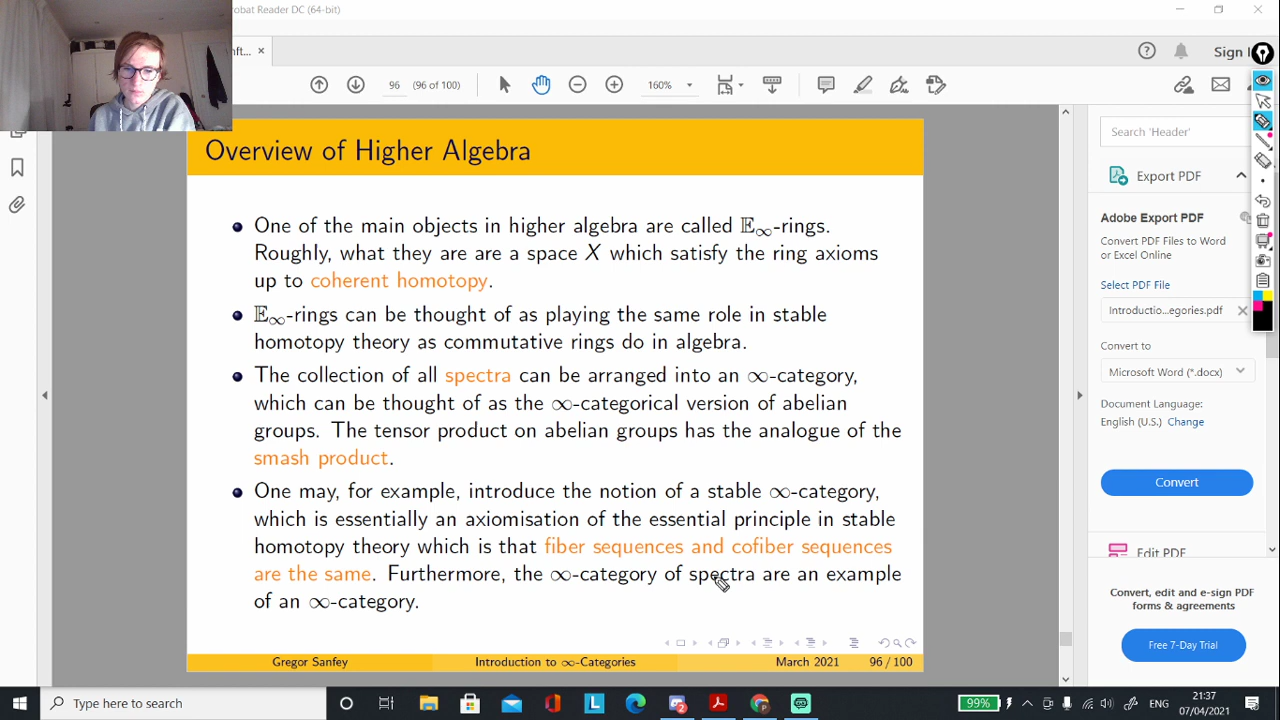 obat Reader DC (64-bit)
nft...
Sign I
96
(96 of 100)
160%
Overview of Higher Algebra
One of the main objects in higher algebra are called 𝔼∞-rings.
Roughly, what they are are a space X which satisfy the ring axioms
up to coherent homotopy.
𝔼∞-rings can be thought of as playing the same role in stable
homotopy theory as commutative rings do in algebra.
The collection of all spectra can be arranged into an ∞-category,
which can be thought of as the ∞-categorical version of abelian
groups. The tensor product on abelian groups has the analogue of the
smash product.
One may, for example, introduce the notion of a stable ∞-category,
which is essentially an axiomisation of the essential principle in stable
homotopy theory which is that fiber sequences and cofiber sequences
are the same. Furthermore, the ∞-category of spectra are an example
of an ∞-category.
Gregor Sanfey
Introduction to ∞-Categories
March 2021
96 / 100
Search 'Header'
Export PDF
Adobe Export PDF
Convert PDF Files to Word
or Excel Online
Select PDF File
Introductio...egories.pdf
Convert to
Microsoft Word (*.docx)
Document Language:
English (U.S.) Change
Convert
Edit PDF
Convert, edit and e-sign PDF
forms & agreements
Free 7-Day Trial
Type here to search
99%
ENG
21:37
07/04/2021